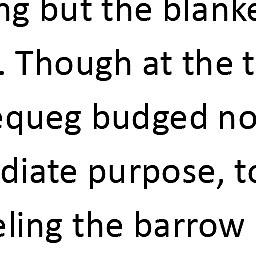 ng but the blanke
. Though at the t
equeg budged no
diate purpose, to
eling the barrow